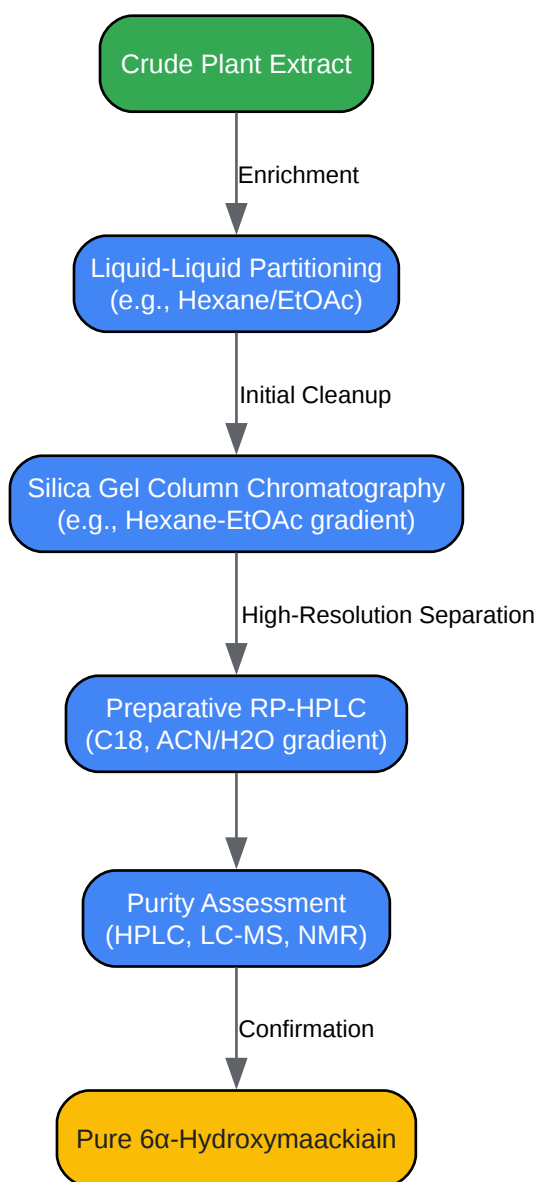 Crude Plant Extract
Enrichment
Liquid-Liquid Partitioning
(e.g., Hexane/EtOAc)
Initial Cleanup
Silica Gel Column Chromatography
(e.g., Hexane-EtOAc gradient)
High-Resolution Separation
Preparative RP-HPLC
(C18, ACN/H2O gradient)
Purity Assessment
(HPLC, LC-MS, NMR)
Confirmation
Pure 6α-Hydroxymaackiain